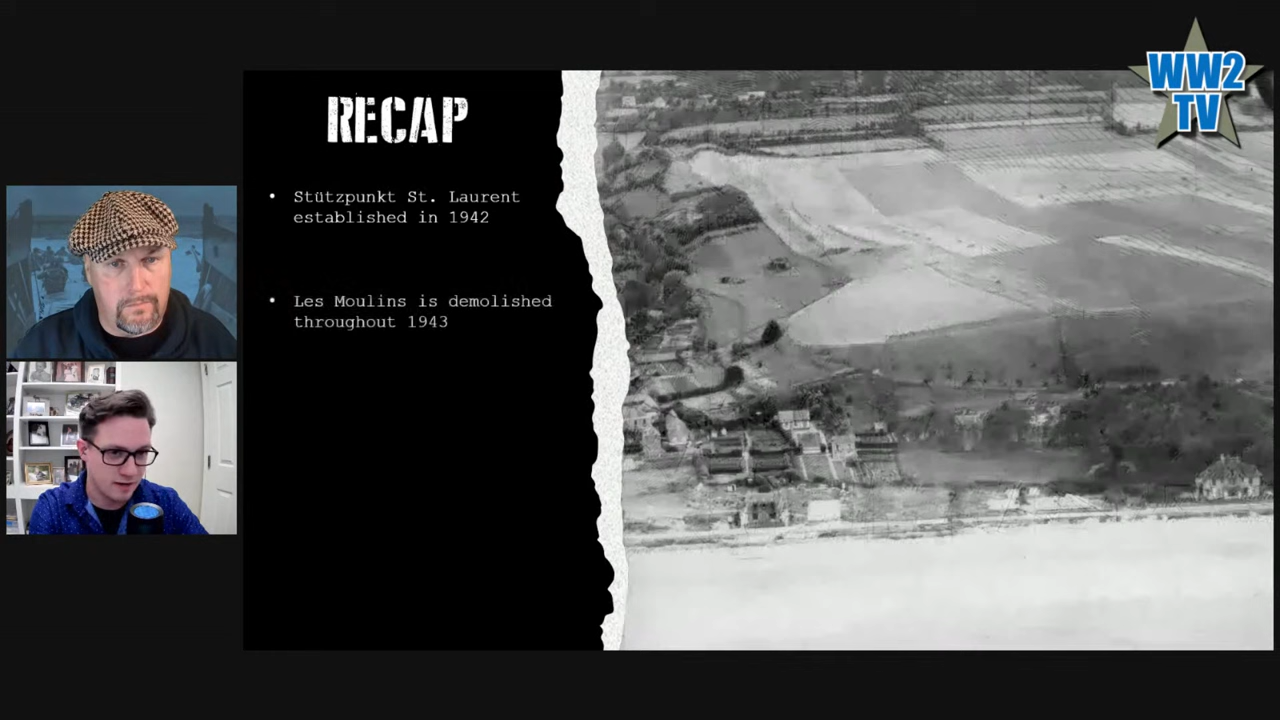 WW2
TV
RECAP
• Stützpunkt St. Laurent
established in 1942
• Les Moulins is demolished
throughout 1943